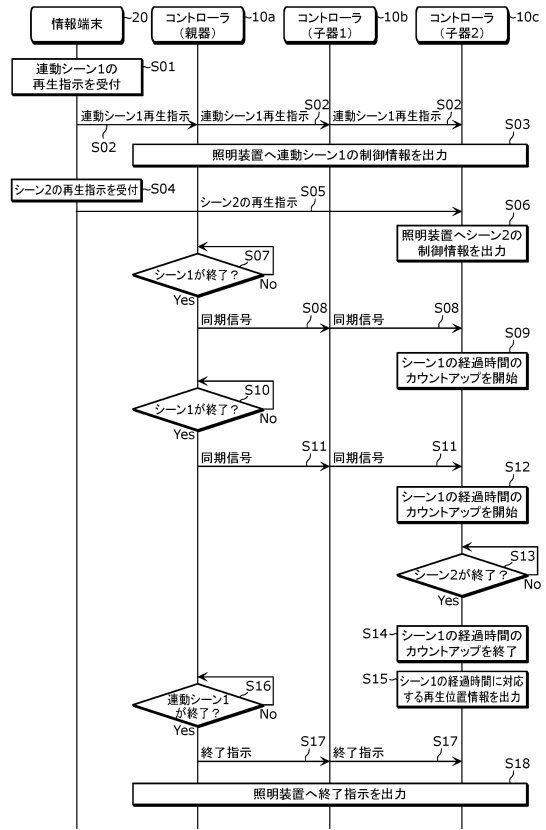 情報端末
20
コントローラ
(親器)
10a
コントローラ
(子器1)
10b
コントローラ
(子器2)
10c
連動シーン1の
再生指示を受付
S01
連動シーン1再生指示
S02
連動シーン1再生指示
S02
連動シーン1再生指示
S02
照明装置へ連動シーン1の制御情報を出力
S03
シーン2の再生指示を受付
S04
シーン2の再生指示
S05
照明装置へシーン2の
制御情報を出力
S06
シーン1が終了？
S07
No
Yes
同期信号
S08
同期信号
S08
シーン1の経過時間の
カウントアップを開始
S09
シーン1が終了？
S10
No
Yes
同期信号
S11
同期信号
S11
シーン1の経過時間の
カウントアップを開始
S12
シーン2が終了？
S13
No
Yes
シーン1の経過時間の
カウントアップを終了
S14
シーン1の経過時間に対応
する再生位置情報を出力
S15
連動シーン1
が終了？
S16
No
Yes
終了指示
S17
終了指示
S17
照明装置へ終了指示を出力
S18